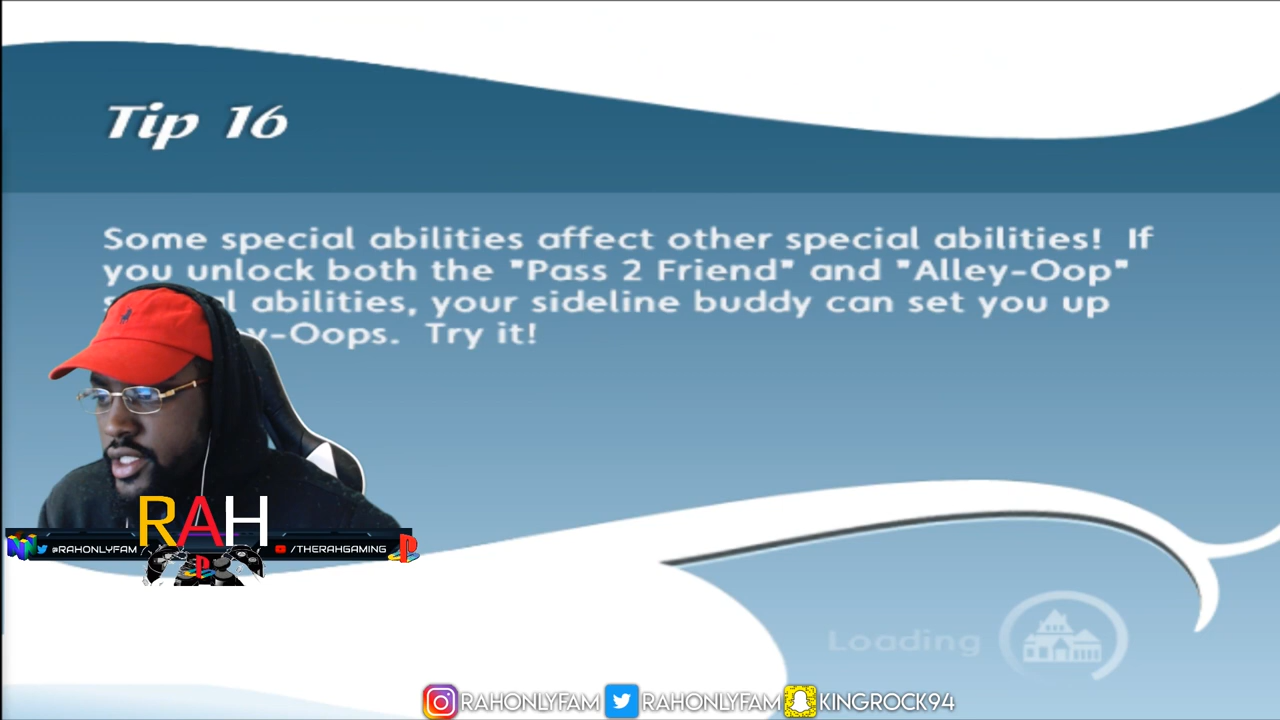 Tip 16
Some special abilities affect other special abilities! If
you unlock both the "Pass 2 Friend" and "Alley-Oop"
abilities, your sideline buddy can set you up
-Oops. Try it!
RAH
@RAHONLYFAM
/THERAHGAMING
Loading
RAHONLYFAM RAHONLYFAM KINGROCK94